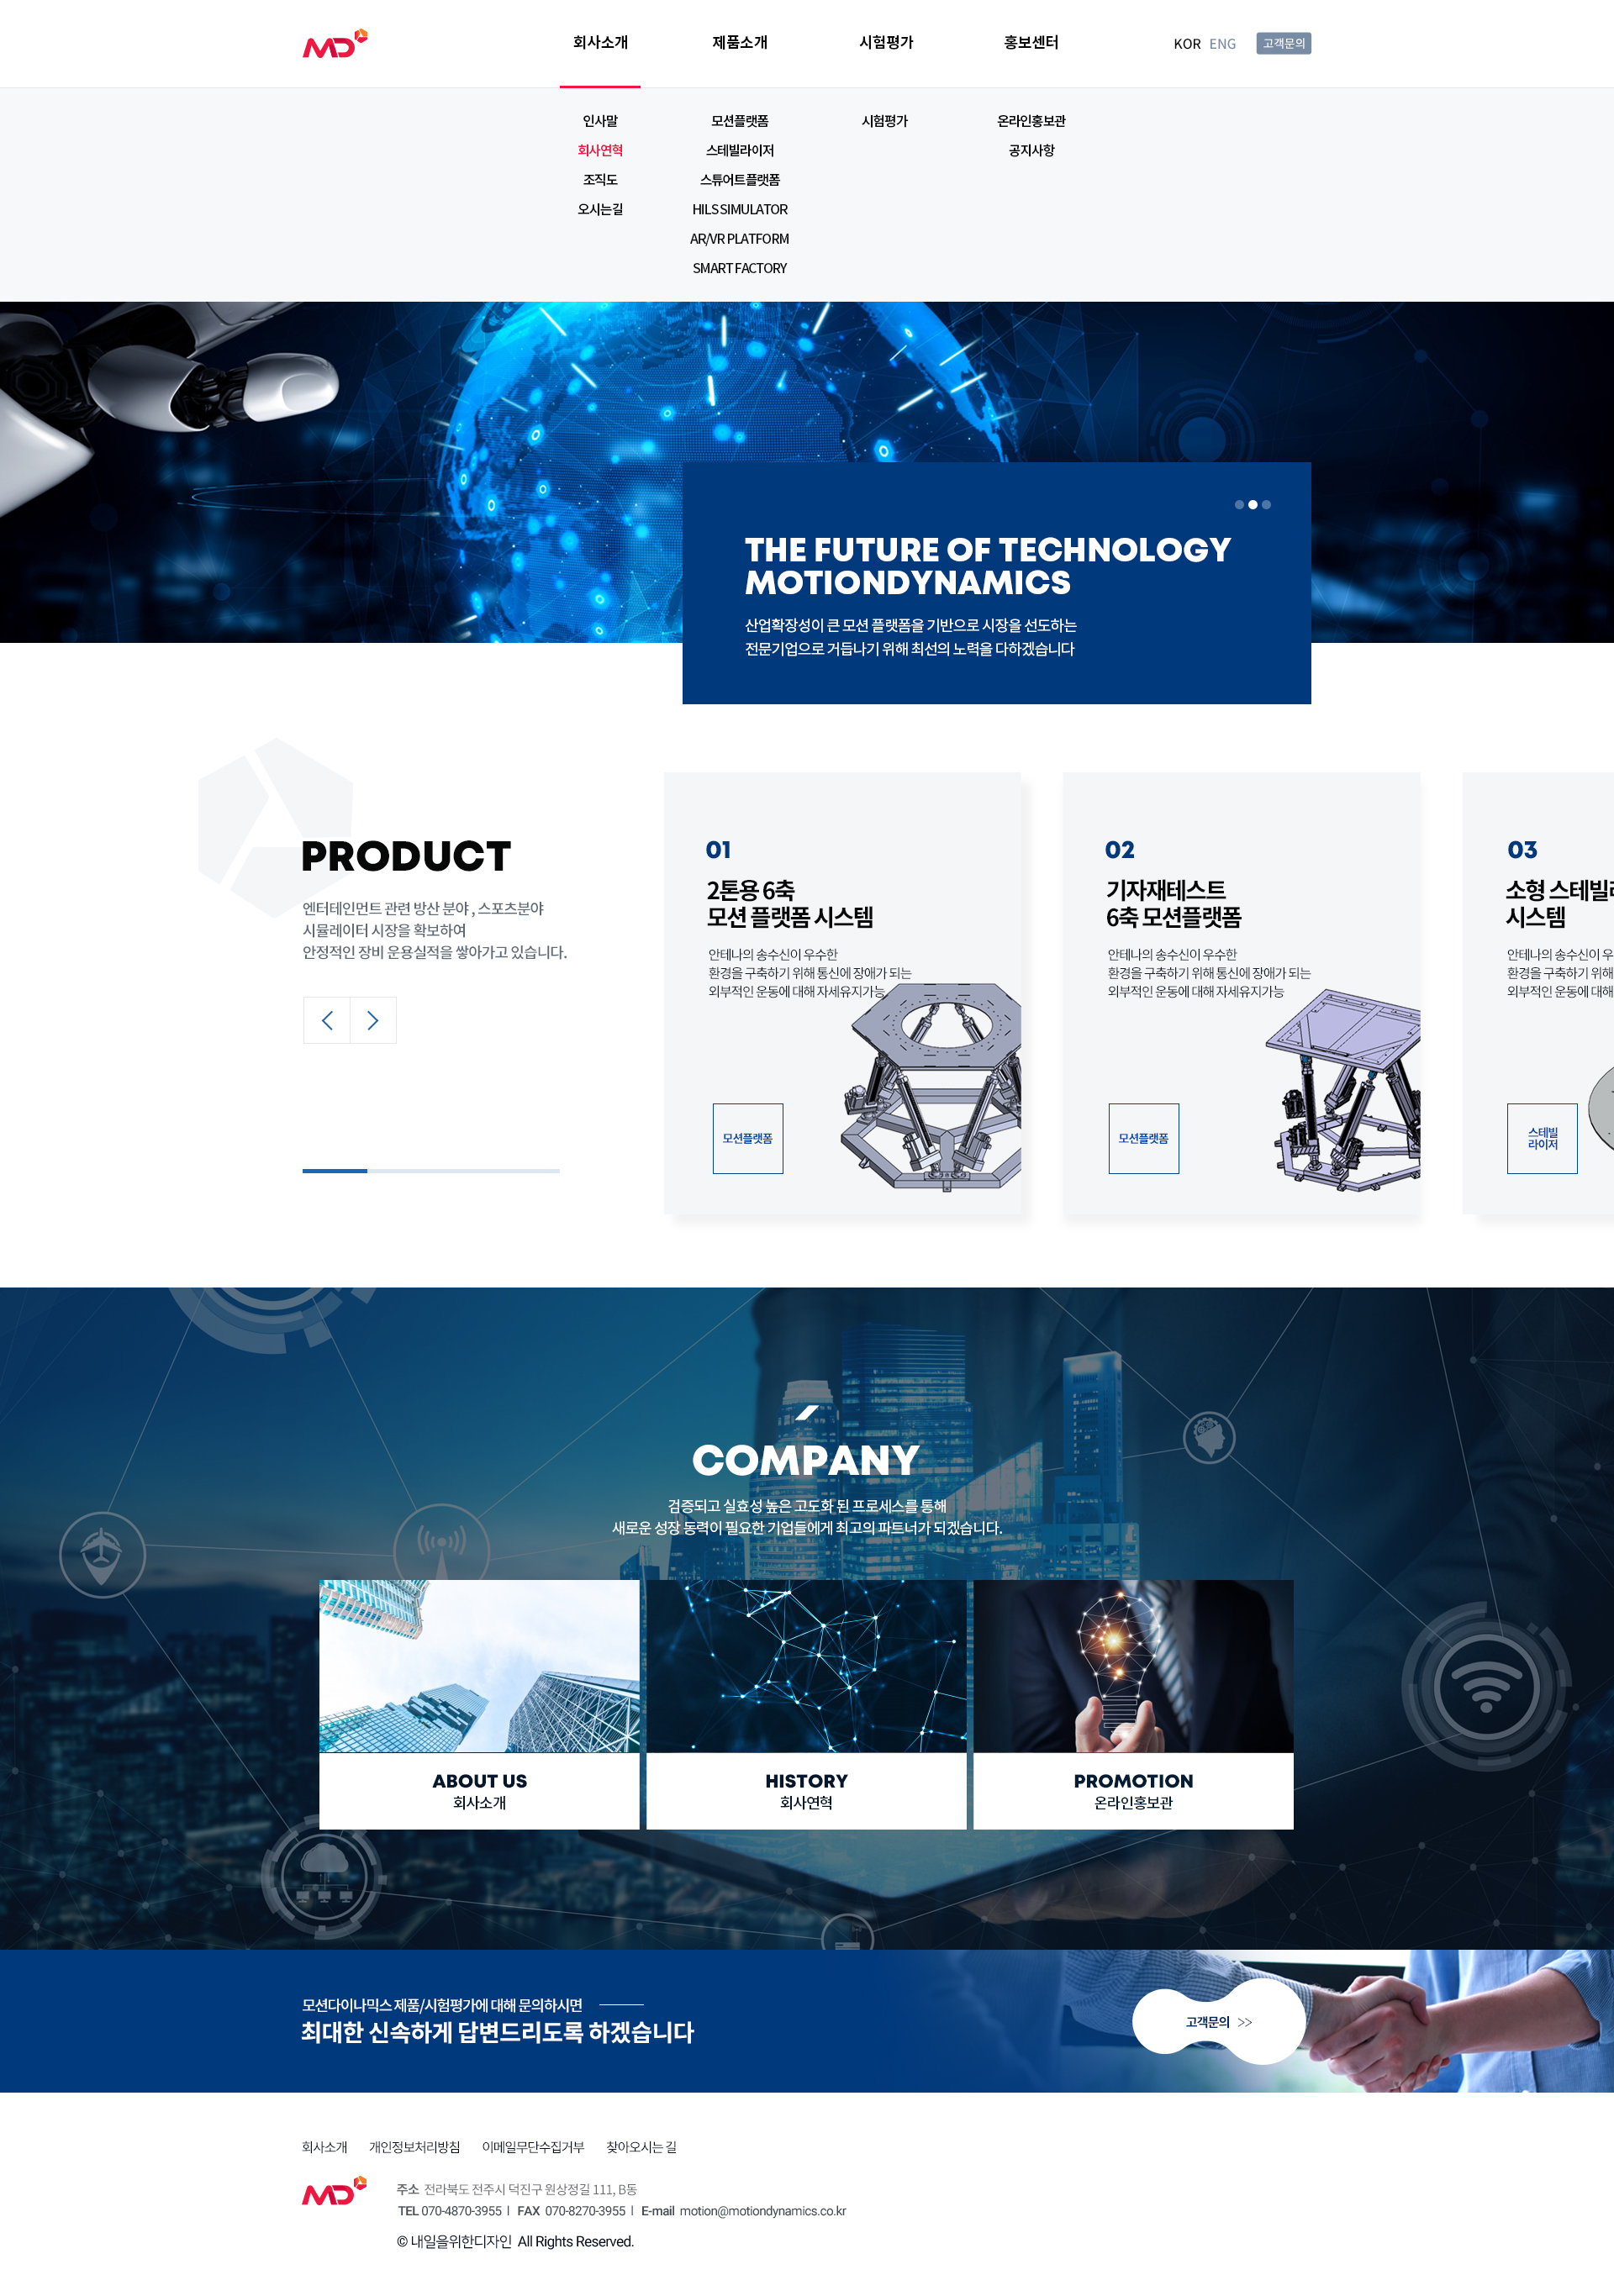 MD
회사소개
제품소개
시험평가
홍보센터
KOR ENG
고객문의
인사말
회사연혁
조직도
오시는길
모션플랫폼
스테빌라이저
스튜어트플랫폼
HILS SIMULATOR
AR/VR PLATFORM
SMART FACTORY
시험평가
온라인홍보관
공지사항
THE FUTURE OF TECHNOLOGY
MOTIONDYNAMICS
산업확장성이 큰 모션 플랫폼을 기반으로 시장을 선도하는
전문기업으로 거듭나기 위해 최선의 노력을 다하겠습니다
PRODUCT
엔터테인먼트 관련 방산 분야 , 스포츠분야
시뮬레이터 시장을 확보하여
안정적인 장비 운용실적을 쌓아가고 있습니다.
01
2톤용 6축
모션 플랫폼 시스템
안테나의 송수신이 우수한
환경을 구축하기 위해 통신에 장애가 되는
외부적인 운동에 대해 자세유지가능
모션플랫폼
02
기자재테스트
6축 모션플랫폼
안테나의 송수신이 우수한
환경을 구축하기 위해 통신에 장애가 되는
외부적인 운동에 대해 자세유지가능
모션플랫폼
03
소형 스테빌
시스템
안테나의 송수신이 우
환경을 구축하기 위해
외부적인 운동에 대해
스테빌
라이저
COMPANY
검증되고 실효성 높은 고도화 된 프로세스를 통해
새로운 성장 동력이 필요한 기업들에게 최고의 파트너가 되겠습니다.
ABOUT US
회사소개
HISTORY
회사연혁
PROMOTION
온라인홍보관
모션다이나믹스 제품/시험평가에 대해 문의하시면
최대한 신속하게 답변드리도록 하겠습니다
고객문의 >>
회사소개 개인정보처리방침 이메일무단수집거부 찾아오시는 길
MD
주소 전라북도 전주시 덕진구 원상정길 111, B동
TEL 070-4870-3955 | FAX 070-8270-3955 | E-mail motion@motiondynamics.co.kr
© 내일을위한디자인 All Rights Reserved.